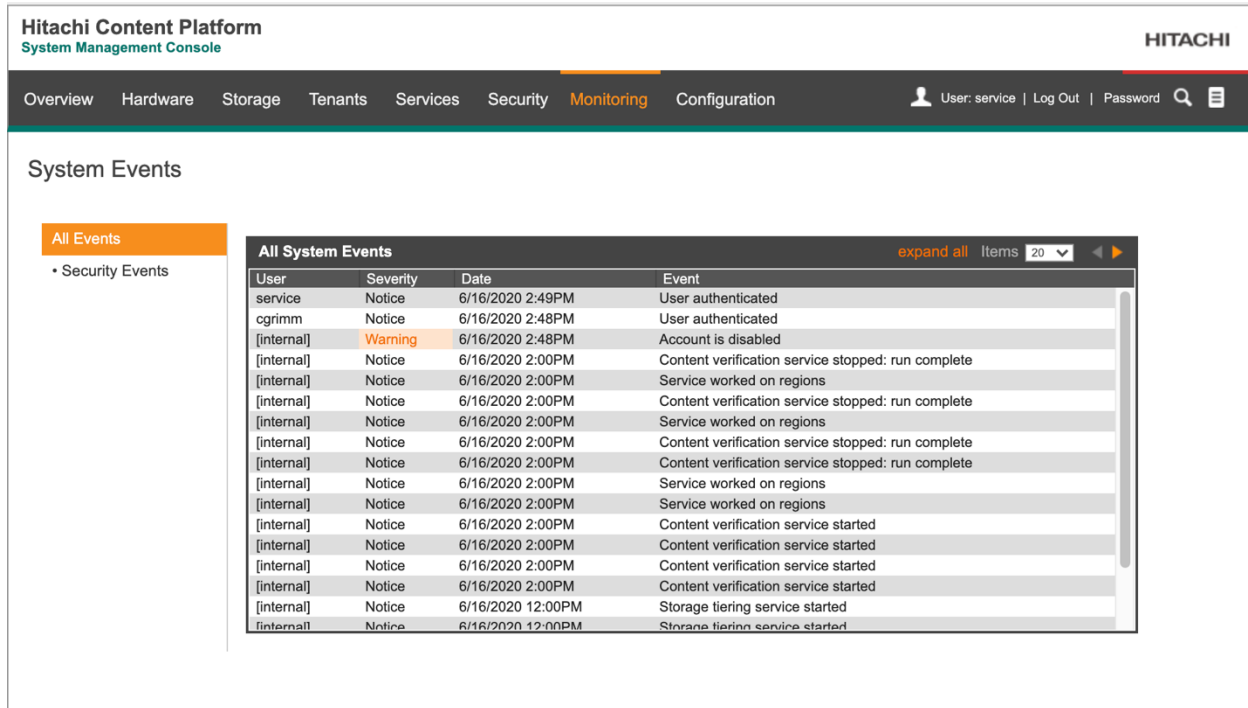 Hitachi Content Platform
System Management Console
HITACHI
Overview Hardware Storage Tenants Services Security Monitoring Configuration User: service | Log Out | Password
System Events
All Events
• Security Events
All System Events expand all Items 20
User Severity Date Event
service Notice 6/16/2020 2:49PM User authenticated
cgrimm Notice 6/16/2020 2:48PM User authenticated
[internal] Warning 6/16/2020 2:48PM Account is disabled
[internal] Notice 6/16/2020 2:00PM Content verification service stopped: run complete
[internal] Notice 6/16/2020 2:00PM Service worked on regions
[internal] Notice 6/16/2020 2:00PM Content verification service stopped: run complete
[internal] Notice 6/16/2020 2:00PM Service worked on regions
[internal] Notice 6/16/2020 2:00PM Content verification service stopped: run complete
[internal] Notice 6/16/2020 2:00PM Content verification service stopped: run complete
[internal] Notice 6/16/2020 2:00PM Service worked on regions
[internal] Notice 6/16/2020 2:00PM Service worked on regions
[internal] Notice 6/16/2020 2:00PM Content verification service started
[internal] Notice 6/16/2020 2:00PM Content verification service started
[internal] Notice 6/16/2020 2:00PM Content verification service started
[internal] Notice 6/16/2020 2:00PM Content verification service started
[internal] Notice 6/16/2020 12:00PM Storage tiering service started
[internal] Notice 6/16/2020 12:00PM Storage tiering service started